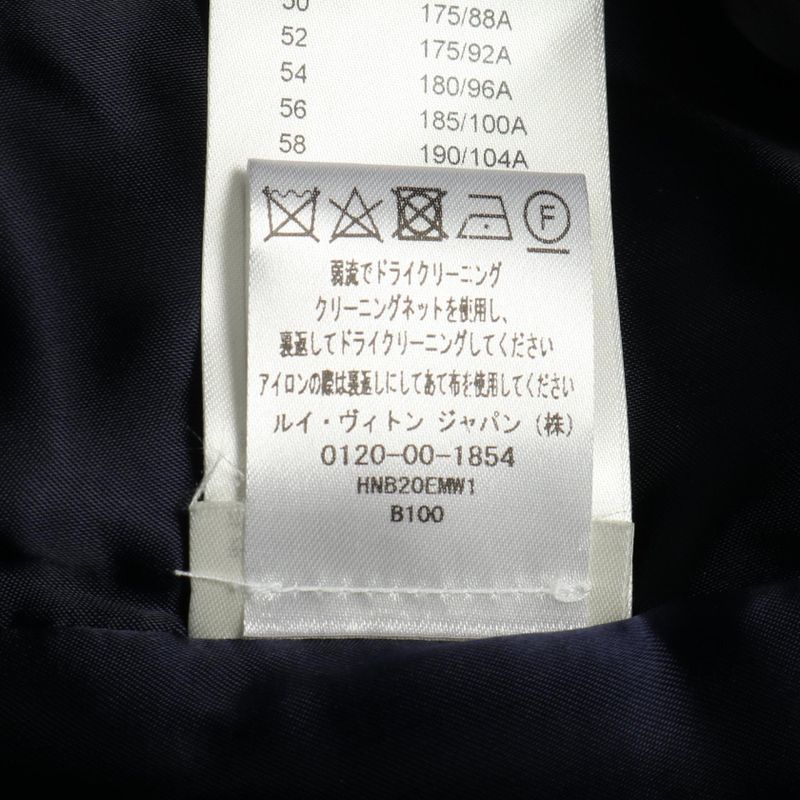 50 175/88A
52 175/92A
54 180/96A
56 185/100A
58 190/104A
F
弱流でドライクリーニング
クリーニングネットを使用し、
裏返してドライクリーニングしてください
アイロンの際は裏返しにしてあて布を使用してください
ルイ・ヴィトン ジャパン (株)
0120-00-1854
HNB20EMW1
B100